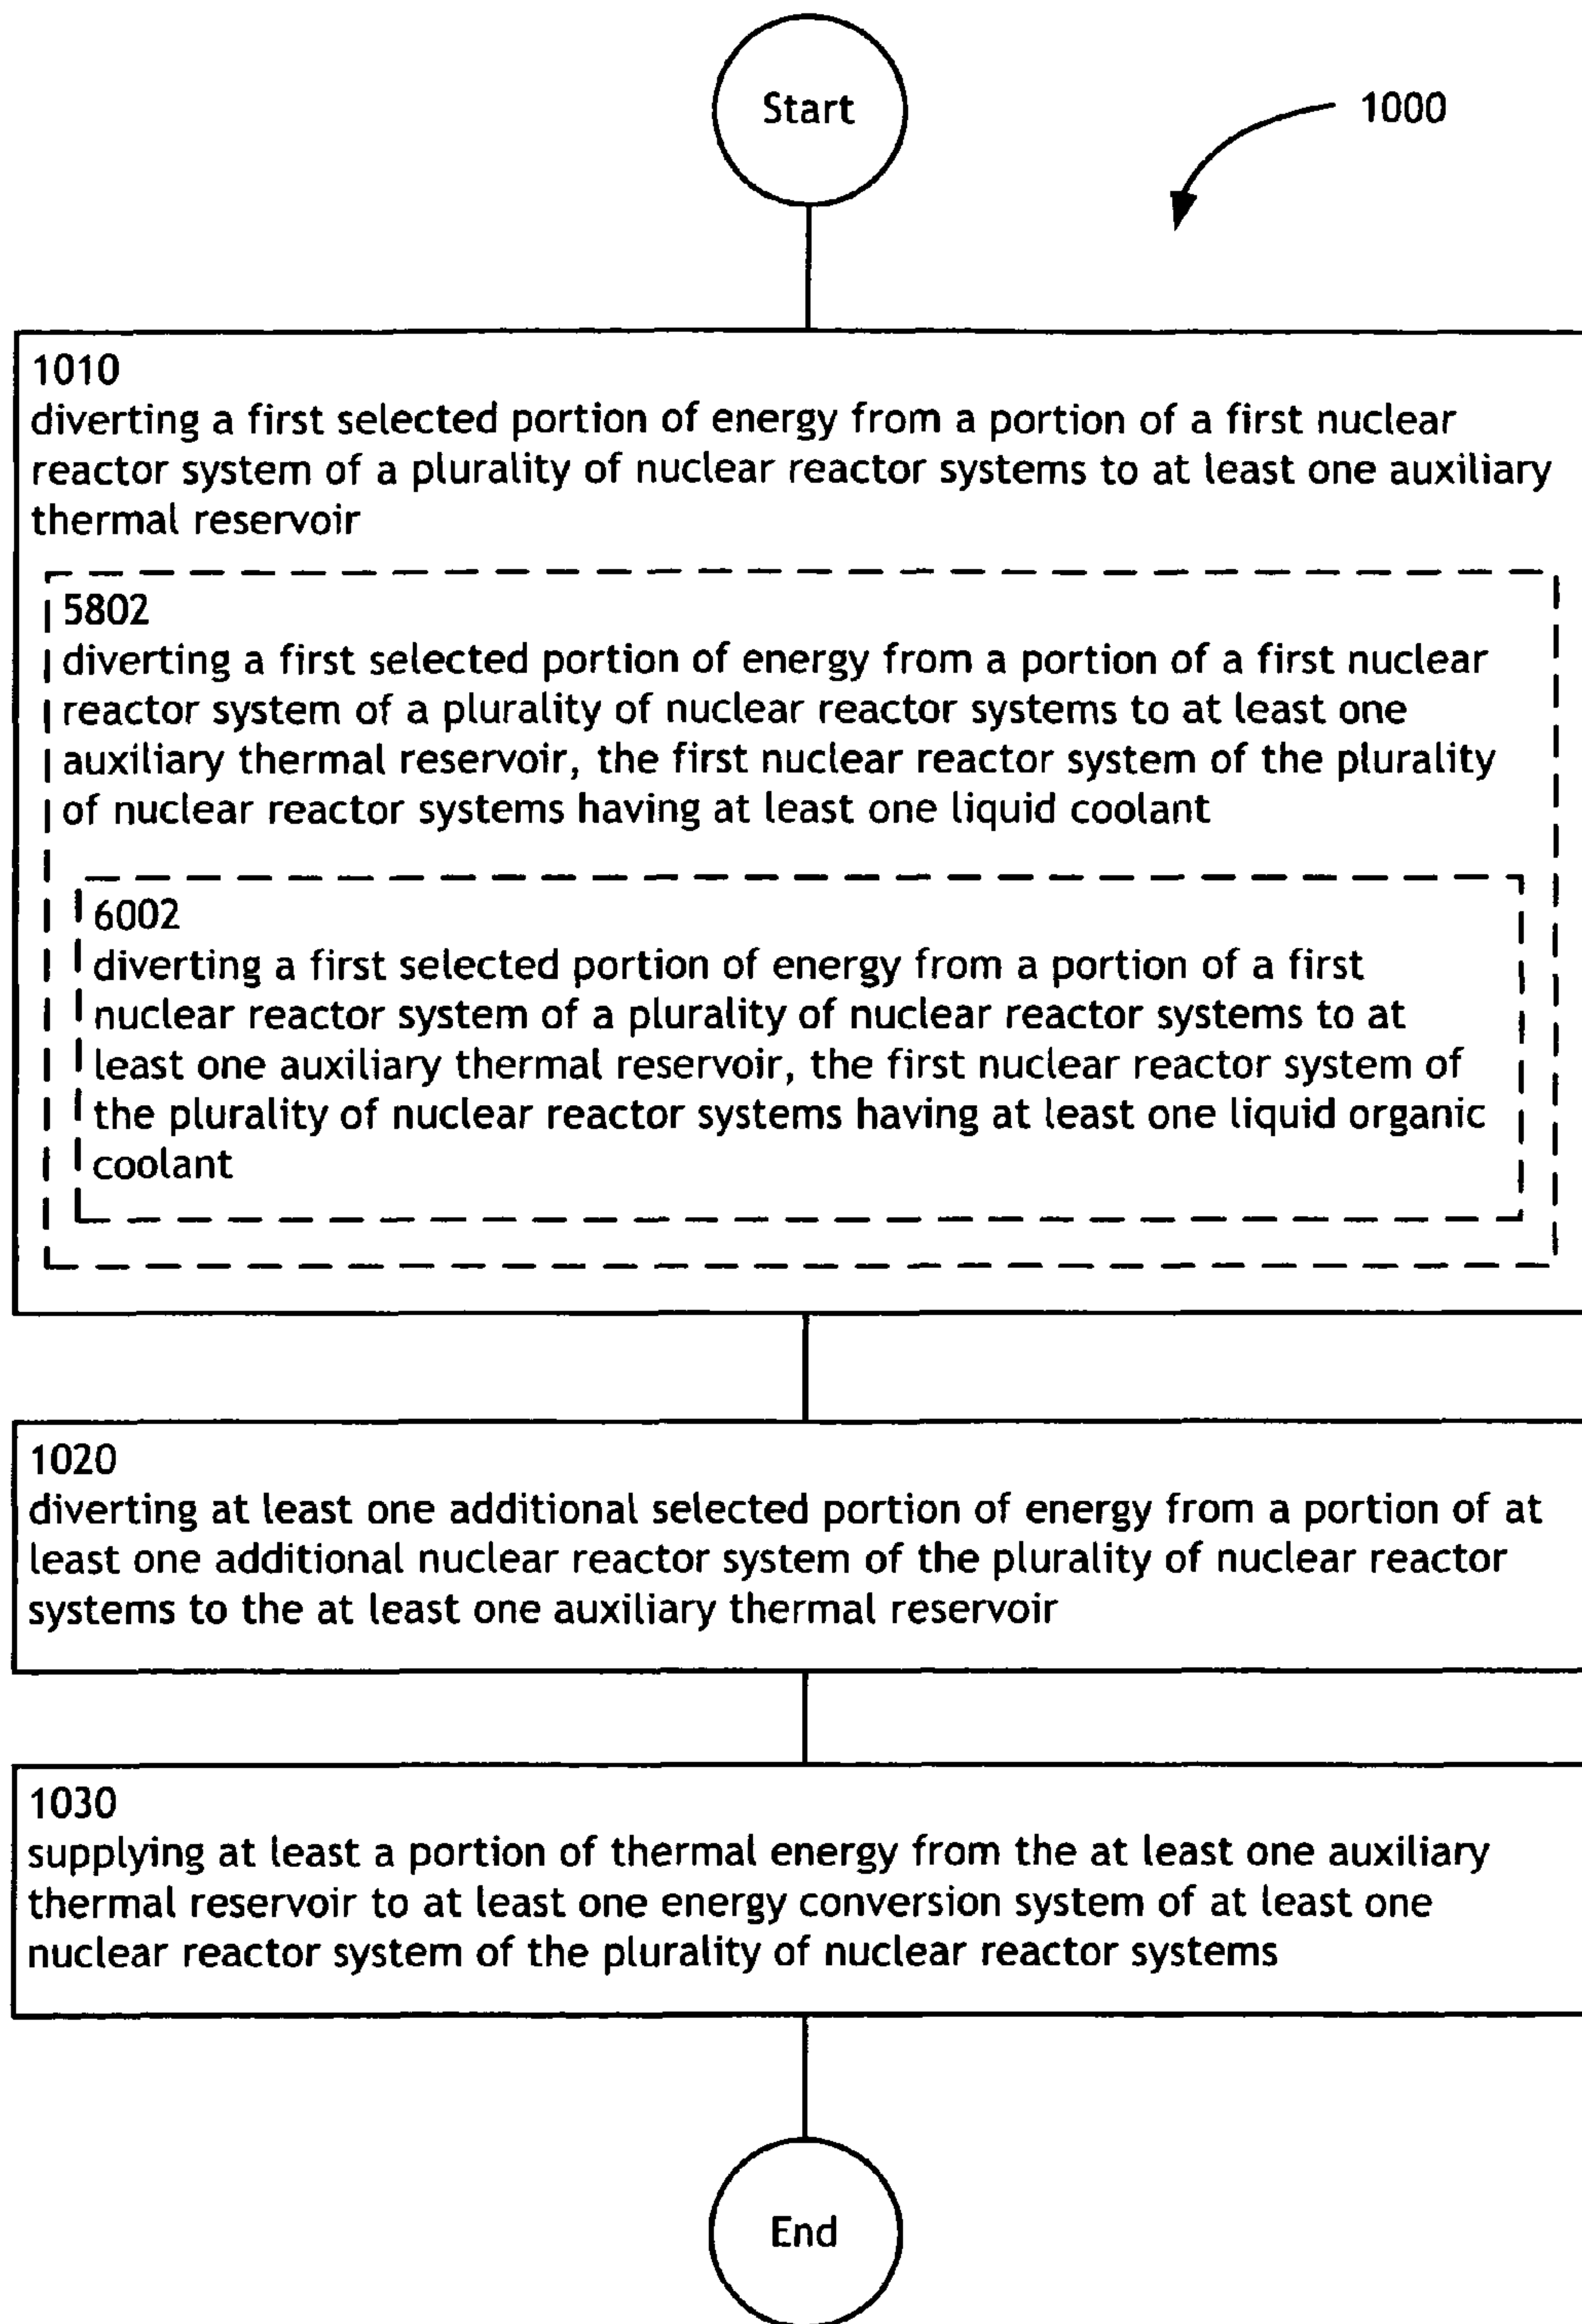 Start
1000
1010
diverting a first selected portion of energy from a portion of a first nuclear
reactor system of a plurality of nuclear reactor systems to at least one auxiliary
thermal reservoir
5802
diverting a first selected portion of energy from a portion of a first nuclear
reactor system of a plurality of nuclear reactor systems to at least one
auxiliary thermal reservoir, the first nuclear reactor system of the plurality
of nuclear reactor systems having at least one liquid coolant
6002
diverting a first selected portion of energy from a portion of a first
nuclear reactor system of a plurality of nuclear reactor systems to at
least one auxiliary thermal reservoir, the first nuclear reactor system of
the plurality of nuclear reactor systems having at least one liquid organic
coolant
1020
diverting at least one additional selected portion of energy from a portion of at
least one additional nuclear reactor system of the plurality of nuclear reactor
systems to the at least one auxiliary thermal reservoir
1030
supplying at least a portion of thermal energy from the at least one auxiliary
thermal reservoir to at least one energy conversion system of at least one
nuclear reactor system of the plurality of nuclear reactor systems
End